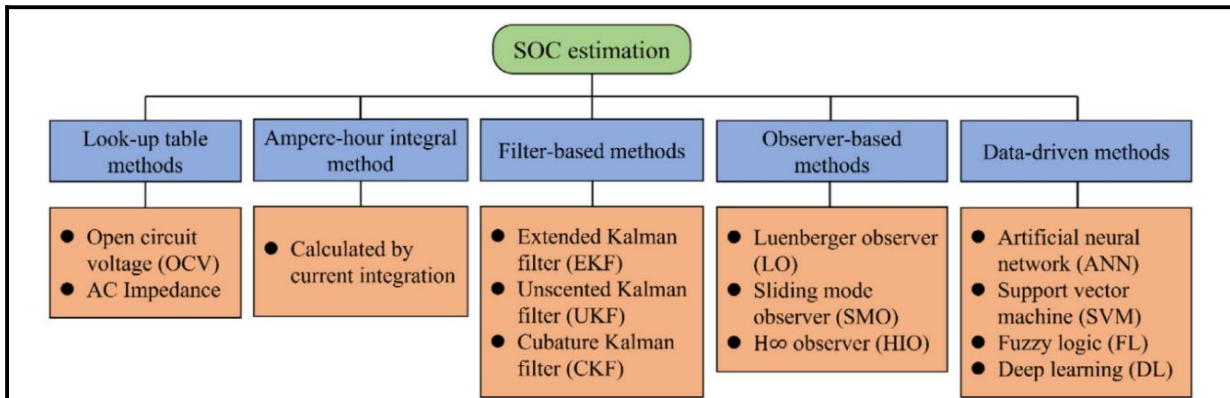 SOC estimation
Look-up table
methods
Ampere-hour integral
method
Filter-based methods
Observer-based
methods
Data-driven methods
● Open circuit
voltage (OCV)
● AC Impedance
● Calculated by
current integration
● Extended Kalman
filter (EKF)
● Unscented Kalman
filter (UKF)
● Cubature Kalman
filter (CKF)
● Luenberger observer
(LO)
● Sliding mode
observer (SMO)
● H∞ observer (HIO)
● Artificial neural
network (ANN)
● Support vector
machine (SVM)
● Fuzzy logic (FL)
● Deep learning (DL)